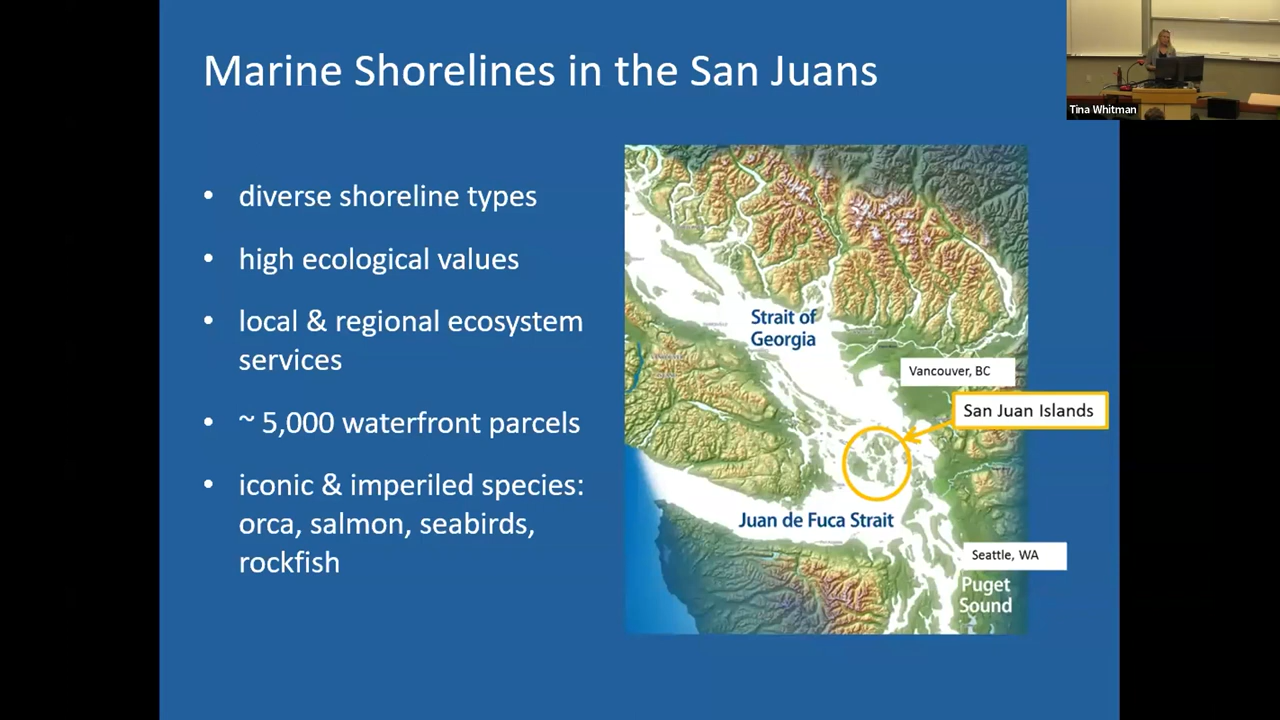 Marine Shorelines in the San Juans
Tina Whitman
• diverse shoreline types
• high ecological values
• local & regional ecosystem
services
• ~ 5,000 waterfront parcels
• iconic & imperiled species:
orca, salmon, seabirds,
rockfish
Strait of
Georgia
Vancouver, BC
San Juan Islands
Juan de Fuca Strait
Seattle, WA
Puget
Sound